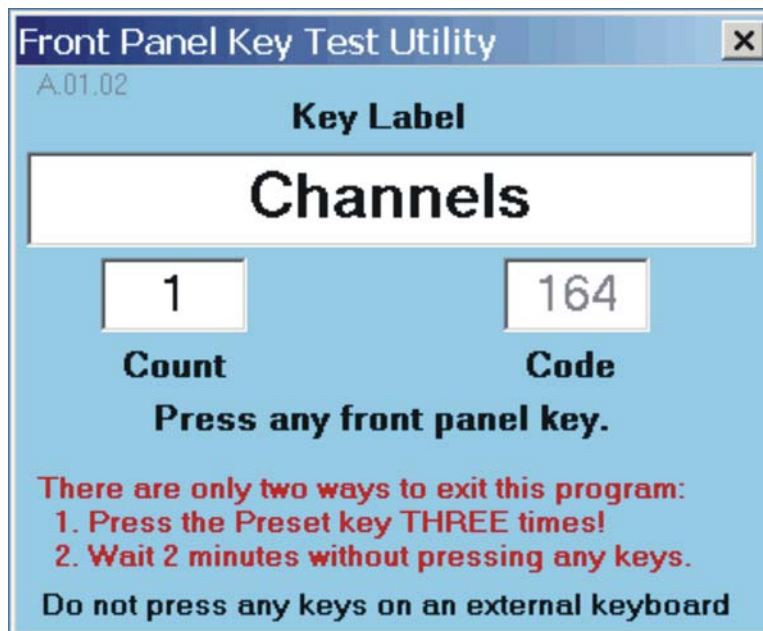 Front Panel Key Test Utility
A.01.02
Key Label
Channels
1 164
Count Code
Press any front panel key.
There are only two ways to exit this program:
1. Press the Preset key THREE times!
2. Wait 2 minutes without pressing any keys.
Do not press any keys on an external keyboard